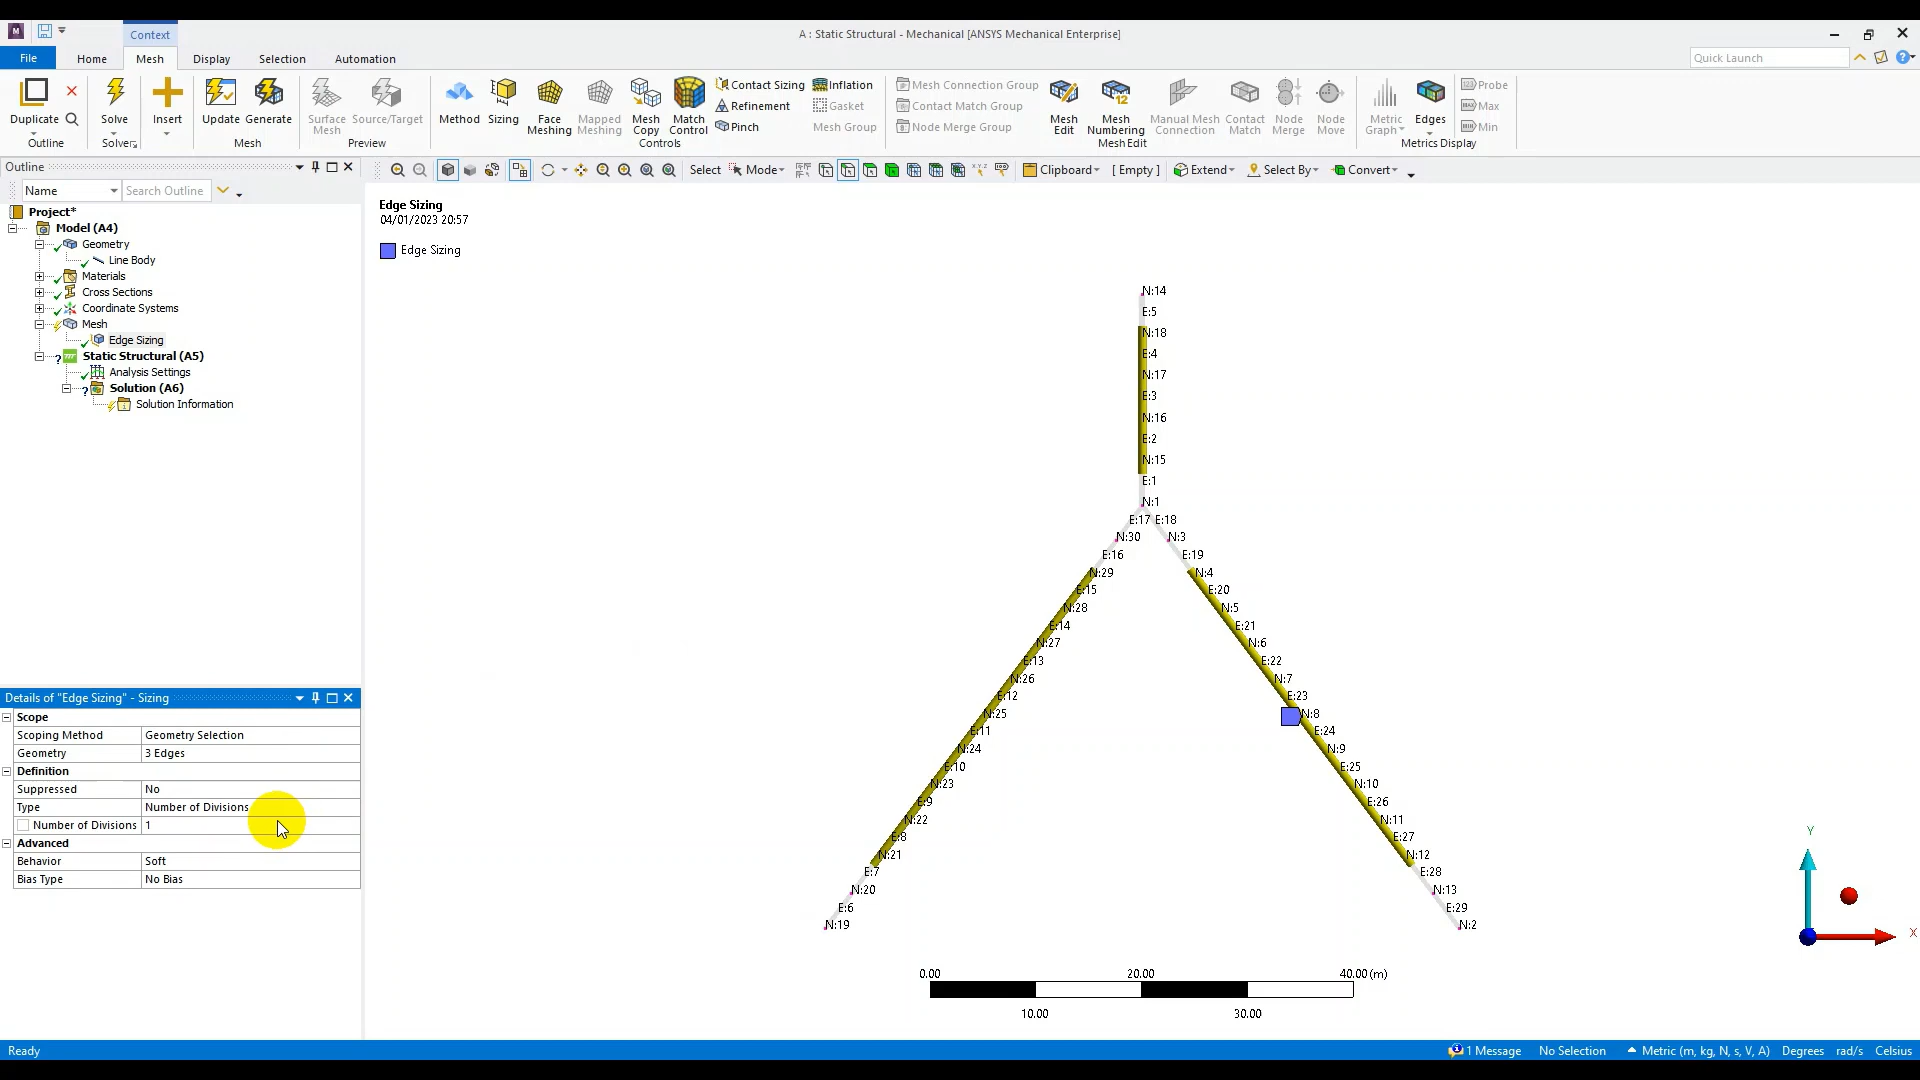 Context
A : Static Structural - Mechanical [ANSYS Mechanical Enterprise]
File Home Mesh Display Selection Automation
Quick Launch
Duplicate
Outline
Solve
Solver
Insert
Update Generate
Mesh
Surface Mesh
Source/Target
Preview
Method Sizing
Face Meshing
Mapped Meshing
Mesh Copy
Match Control
Contact Sizing
Refinement
Pinch
Inflation
Gasket
Mesh Group
Controls
Mesh Connection Group
Contact Match Group
Node Merge Group
Mesh Edit
Mesh Numbering
Manual Mesh Connection
Contact Match
Node Merge
Node Move
Mesh Edit
Metric Graph
Edges
Probe
Max
Min
Metrics Display
Outline
Name Search Outline
Select Mode Clipboard [ Empty ] Extend Select By Convert
Project*
Model (A4)
Geometry
Line Body
Materials
Cross Sections
Coordinate Systems
Mesh
Edge Sizing
Static Structural (A5)
Analysis Settings
Solution (A6)
Solution Information
Edge Sizing
04/01/2023 20:57
Edge Sizing
N:14
E:5
N:18
E:4
N:17
E:3
N:16
E:2
N:15
E:1
N:1
E:17 E:18
N:30 N:3
E:16 E:19
N:29 N:4
E:15 E:20
N:28 N:5
E:14 E:21
N:27 N:6
E:13 E:22
N:26 N:7
E:12 E:23
N:25 N:8
E:11 E:24
N:24 N:9
E:10 E:25
N:23 N:10
E:9 E:26
N:22 N:11
E:8 E:27
N:21 N:12
E:7 E:28
N:20 N:13
E:6 E:29
N:19 N:2
0.00 20.00 40.00 (m)
10.00 30.00
Y
X
Details of "Edge Sizing" - Sizing
Scope
Scoping Method Geometry Selection
Geometry 3 Edges
Definition
Suppressed No
Type Number of Divisions
Number of Divisions 1
Advanced
Behavior Soft
Bias Type No Bias
Ready 1 Message No Selection Metric (m, kg, N, s, V, A) Degrees rad/s Celsius